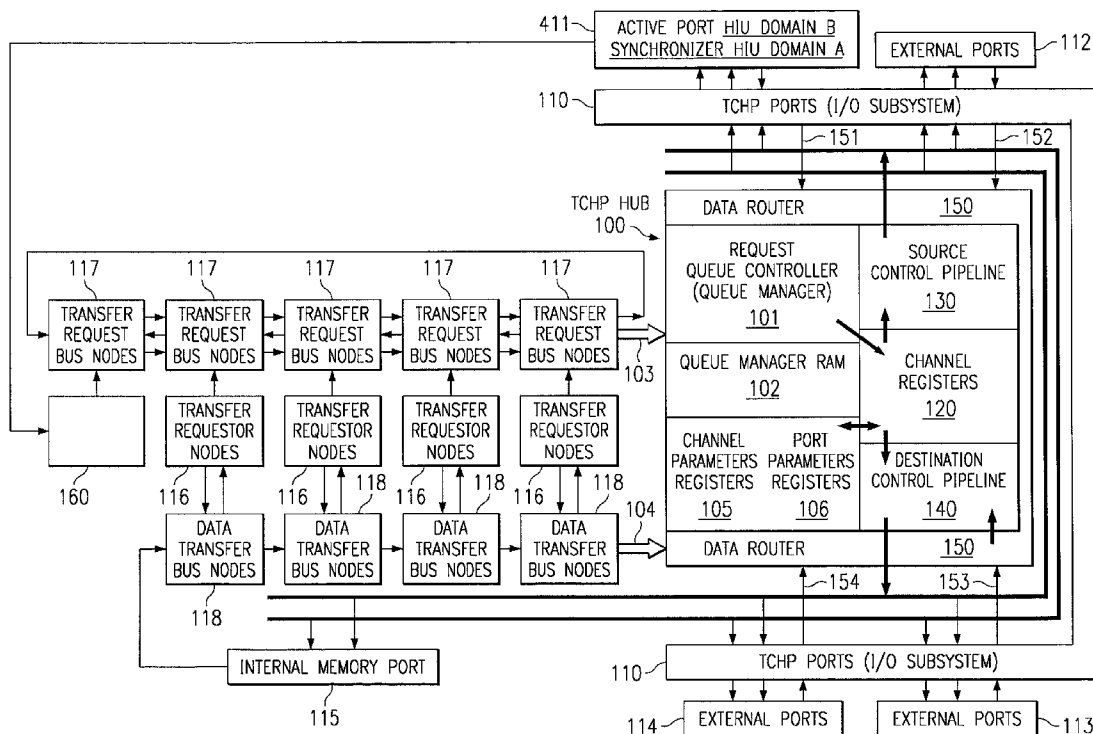 411
ACTIVE PORT HIU DOMAIN B
SYNCHRONIZER HIU DOMAIN A
EXTERNAL PORTS
112
110
TCHP PORTS (I/O SUBSYSTEM)
151
152
TCHP HUB
100
DATA ROUTER
150
REQUEST
QUEUE CONTROLLER
(QUEUE MANAGER)
101
SOURCE
CONTROL PIPELINE
130
QUEUE MANAGER RAM
102
CHANNEL
REGISTERS
120
CHANNEL
PARAMETERS
REGISTERS
105
PORT
PARAMETERS
REGISTERS
106
DESTINATION
CONTROL PIPELINE
140
DATA ROUTER
150
117
117
117
117
117
TRANSFER
REQUEST
BUS NODES
TRANSFER
REQUEST
BUS NODES
TRANSFER
REQUEST
BUS NODES
TRANSFER
REQUEST
BUS NODES
TRANSFER
REQUEST
BUS NODES
103
160
TRANSFER
REQUESTOR
NODES
TRANSFER
REQUESTOR
NODES
TRANSFER
REQUESTOR
NODES
TRANSFER
REQUESTOR
NODES
116
116
118
116
118
116
118
104
DATA
TRANSFER
BUS NODES
DATA
TRANSFER
BUS NODES
DATA
TRANSFER
BUS NODES
DATA
TRANSFER
BUS NODES
118
154
153
INTERNAL MEMORY PORT
115
110
TCHP PORTS (I/O SUBSYSTEM)
114
EXTERNAL PORTS
EXTERNAL PORTS
113